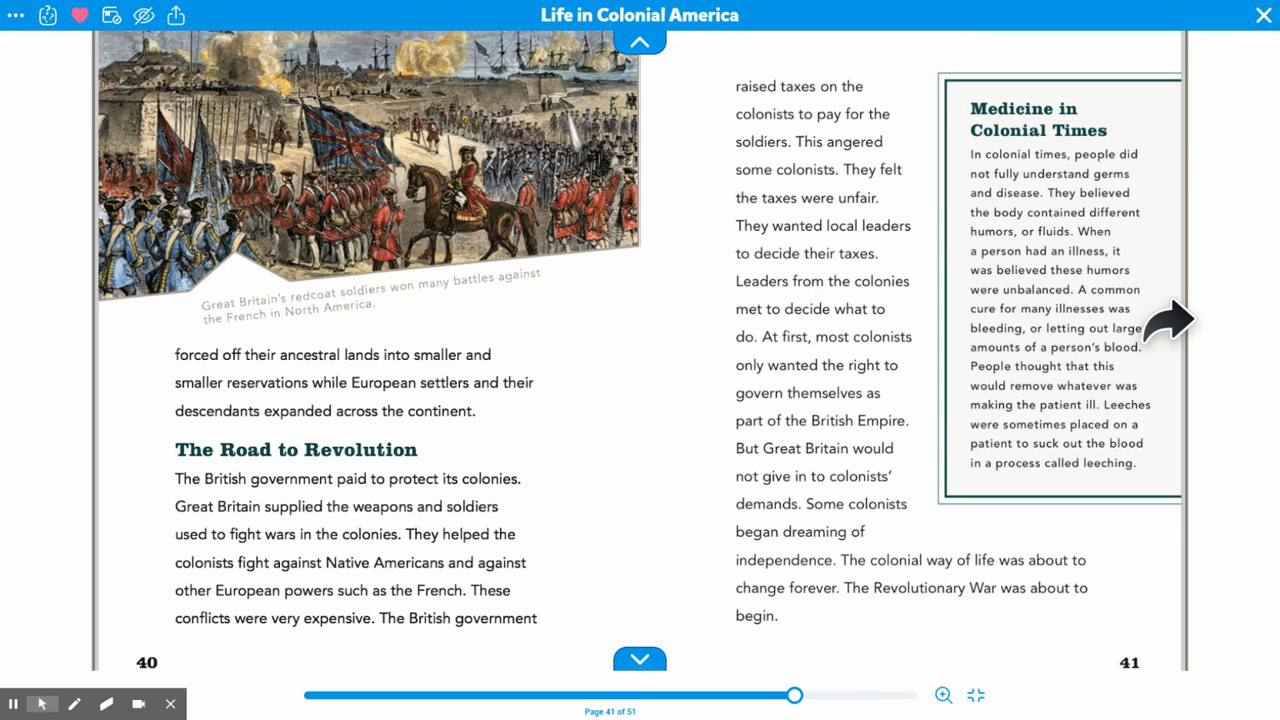 Life in Colonial America
Great Britain's redcoat soldiers won many battles against
the French in North America.
forced off their ancestral lands into smaller and
smaller reservations while European settlers and their
descendants expanded across the continent.
The Road to Revolution
The British government paid to protect its colonies.
Great Britain supplied the weapons and soldiers
used to fight wars in the colonies. They helped the
colonists fight against Native Americans and against
other European powers such as the French. These
conflicts were very expensive. The British government
40
raised taxes on the
colonists to pay for the
soldiers. This angered
some colonists. They felt
the taxes were unfair.
They wanted local leaders
to decide their taxes.
Leaders from the colonies
met to decide what to
do. At first, most colonists
only wanted the right to
govern themselves as
part of the British Empire.
But Great Britain would
not give in to colonists'
demands. Some colonists
began dreaming of
independence. The colonial way of life was about to
change forever. The Revolutionary War was about to
begin.
Medicine in
Colonial Times
In colonial times, people did
not fully understand germs
and disease. They believed
the body contained different
humors, or fluids. When
a person had an illness, it
was believed these humors
were unbalanced. A common
cure for many illnesses was
bleeding, or letting out large
amounts of a person's blood.
People thought that this
would remove whatever was
making the patient ill. Leeches
were sometimes placed on a
patient to suck out the blood
in a process called leeching.
41
Page 41 of 51